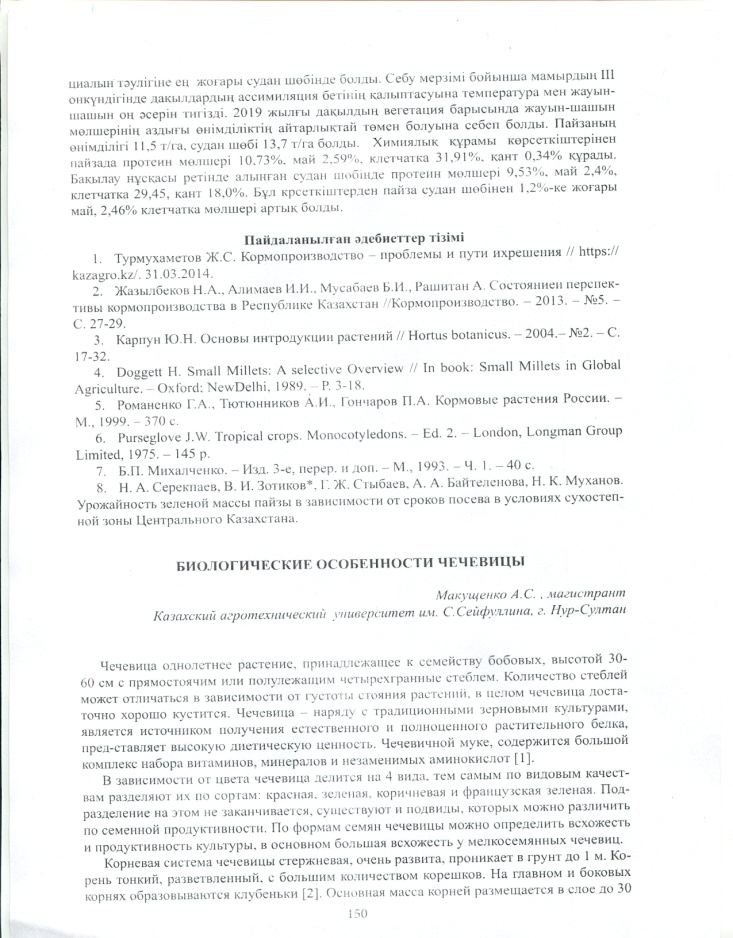 циалын тәулігіне ең жоғары судан шөбінде болды. Себу мерзімі бойынша мамырдың III
онкүндігінде дақылдардың ассимиляция бетінің қалыптасуына температура мен жауын-
шашын оң әсерін тигізді. 2019 жылғы дақылдың вегетация барысында жауын-шашын
мөлшерінің аздығы өнімділіктің айтарлықтай төмен болуына себеп болды. Пайзаның
өнімділігі 11,5 т/га, судан шөбі 13,7 т/га болды. Химиялық құрамы көрсеткіштерінен
пайзада протеин мөлшері 10,73%, май 2,59%, клетчатка 31,91%, қант 0,34% құрады.
Бақылау нұсқасы ретінде алынған судан шөбінде протеин мөлшері 9,53%, май 2,4%,
клетчатка 29,45, қант 18,0%. Бұл крсеткіштерден пайза судан шөбінен 1,2%-ке жоғары
май, 2,46% клетчатка мөлшері артық болды.
Пайдаланылған әдебиеттер тізімі
1. Турмухаметов Ж.С. Кормопроизводство – проблемы и пути ихрешения // https://
kazagro.kz/. 31.03.2014.
2. Жазылбеков Н.А., Алимаев И.И., Мусабаев Б.И., Рашитан А. Состояниеи перспек-
тивы кормопроизводства в Республике Казахстан //Кормопроизводство. – 2013. – №5. –
С. 27-29.
3. Карпун Ю.Н. Основы интродукции растений // Hortus botanicus. – 2004.– №2. – С.
17-32.
4. Doggett H. Small Millets: A selective Overview // In book: Small Millets in Global
Agriculture. – Oxford: NewDelhi, 1989. – P. 3-18.
5. Романенко Г.А., Тютюнников А.И., Гончаров П.А. Кормовые растения России. –
М., 1999. – 370 с.
6. Purseglove J.W. Tropical crops. Monocotyledons. – Ed. 2. – London, Longman Group
Limited, 1975. – 145 p.
7. Б.П. Михалченко. – Изд. 3-е, перер. и доп. – М., 1993. – Ч. 1. – 40 с.
8. Н. А. Серекпаев, В. И. Зотиков*, Г. Ж. Стыбаев, А. А. Байтеленова, Н. К. Муханов.
Урожайность зеленой массы пайзы в зависимости от сроков посева в условиях сухостеп-
ной зоны Центрального Казахстана.
БИОЛОГИЧЕСКИЕ ОСОБЕННОСТИ ЧЕЧЕВИЦЫ
Макущенко А.С. , магистрант
Казахский агротехнический университет им. С.Сейфуллина, г. Нур-Султан
Чечевица однолетнее растение, принадлежащее к семейству бобовых, высотой 30-
60 см с прямостоячим или полулежащим четырехгранные стеблем. Количество стеблей
может отличаться в зависимости от густоты стояния растений, в целом чечевица доста-
точно хорошо кустится. Чечевица – наряду с традиционными зерновыми культурами,
является источником получения естественного и полноценного растительного белка,
пред-ставляет высокую диетическую ценность. Чечевичной муке, содержится большой
комплекс набора витаминов, минералов и незаменимых аминокислот [1].
В зависимости от цвета чечевица делится на 4 вида, тем самым по видовым качест-
вам разделяют их по сортам: красная, зеленая, коричневая и французская зеленая. Под-
разделение на этом не заканчивается, существуют и подвиды, которых можно различить
по семенной продуктивности. По формам семян чечевицы можно определить всхожесть
и продуктивность культуры, в основном большая всхожесть у мелкосемянных чечевиц.
Корневая система чечевицы стержневая, очень развита, проникает в грунт до 1 м. Ко-
рень тонкий, разветвленный, с большим количеством корешков. На главном и боковых
корнях образовываются клубеньки [2]. Основная масса корней размещается в слое до 30
150